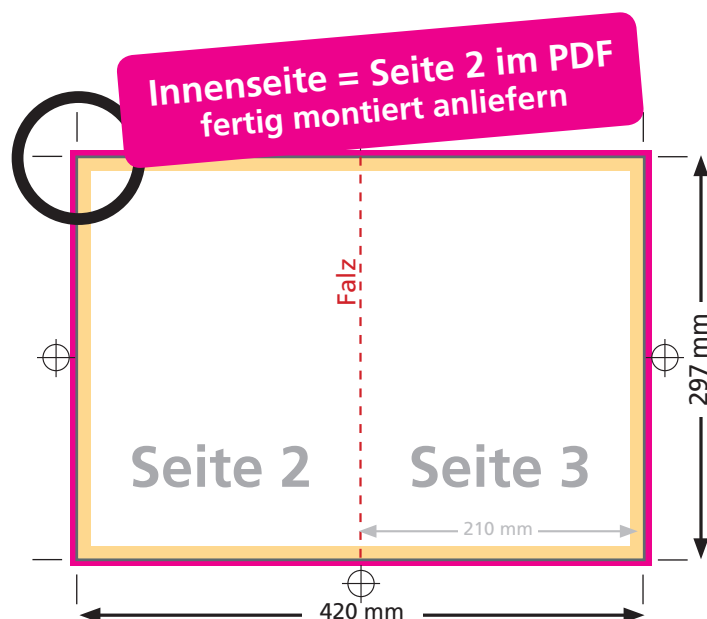 Innenseite = Seite 2 im PDF
fertig montiert anliefern
Falz
297 mm
Seite 2
Seite 3
210 mm
420 mm